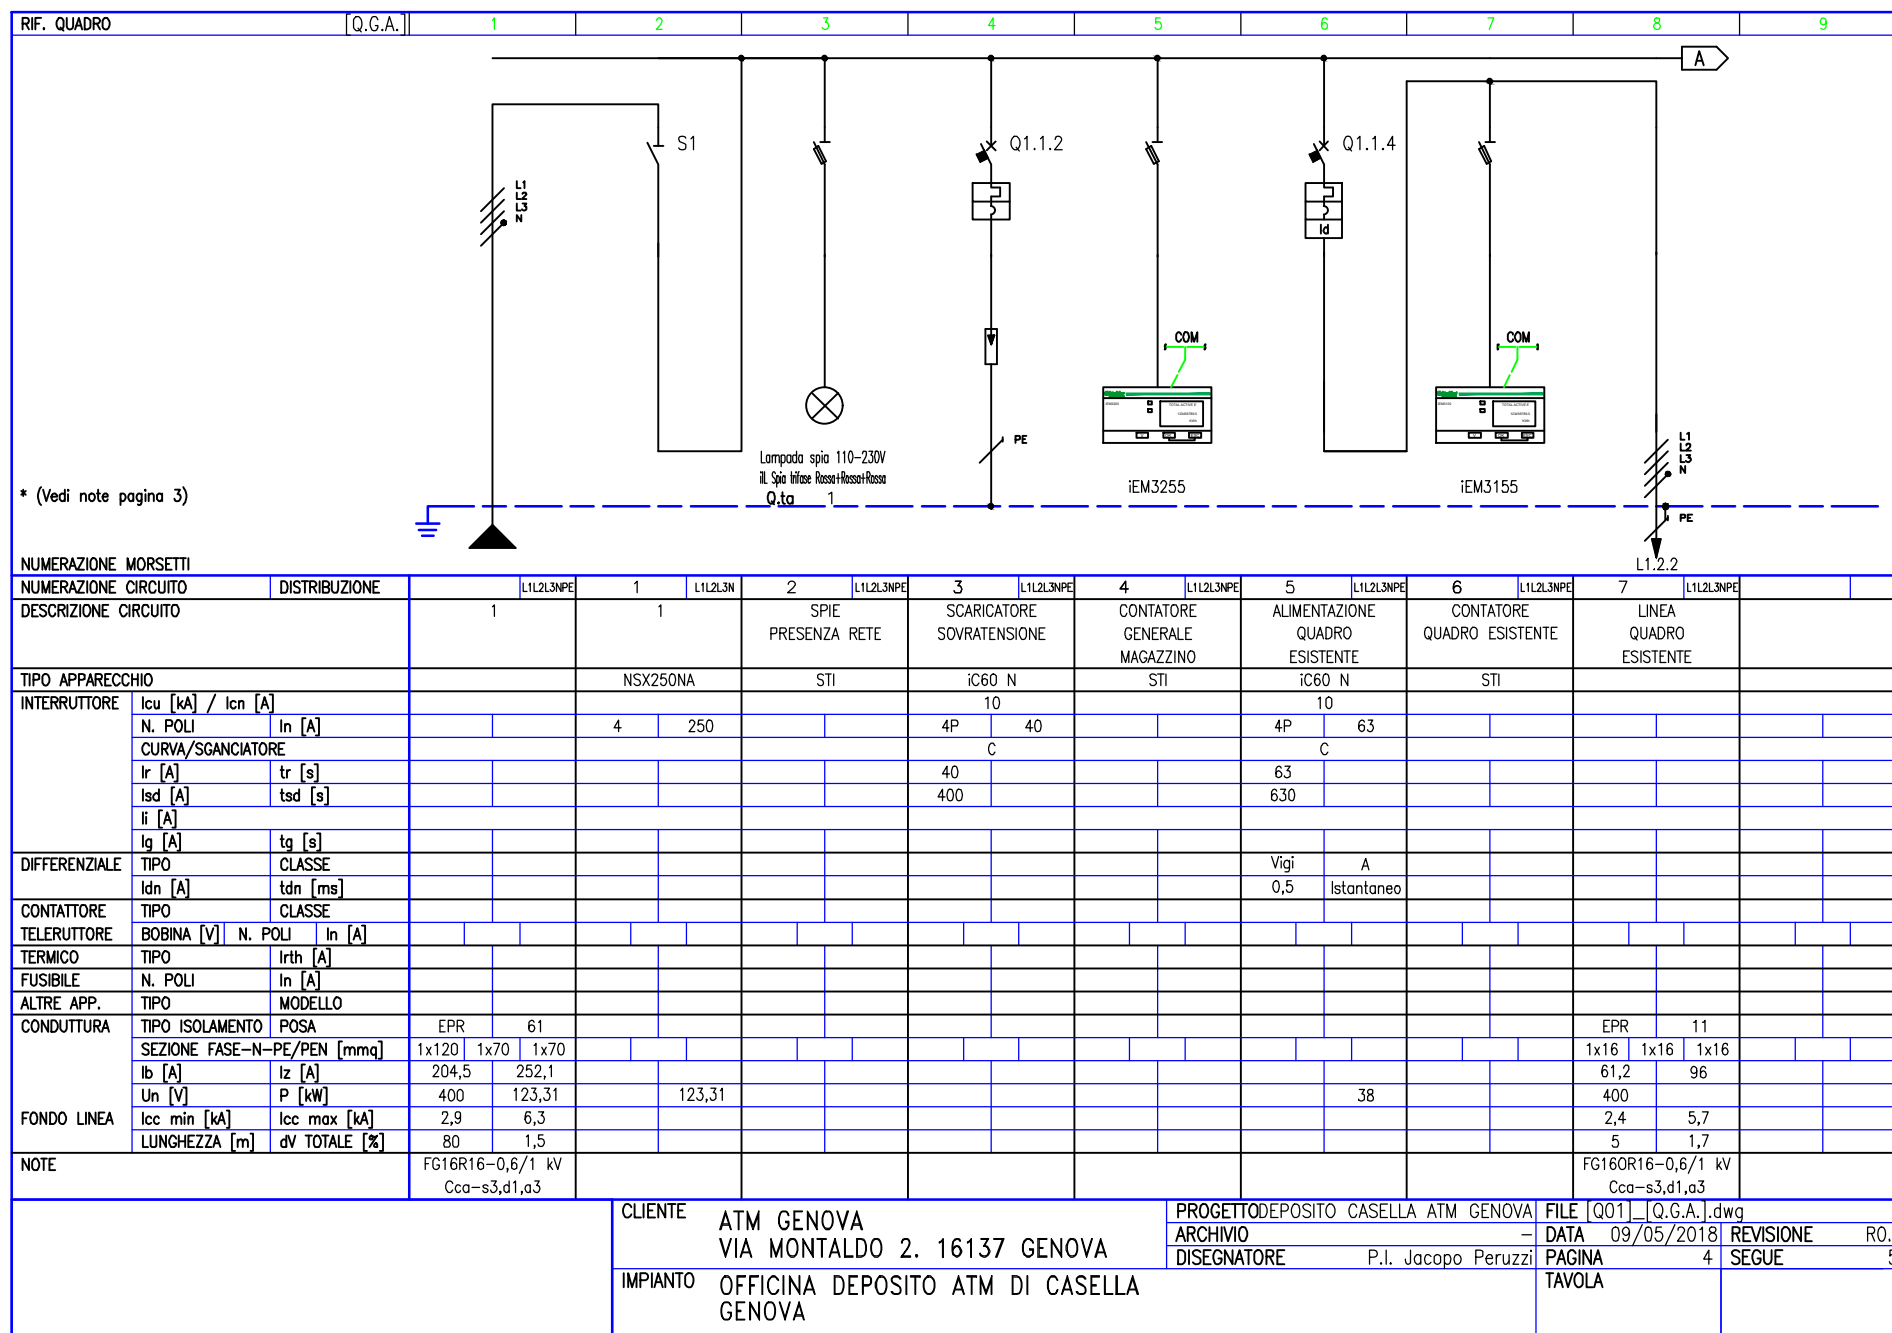 RIF. QUADRO [Q.G.A.] 1 2 3 4 5 6 7 8 9
A
S1 Q1.1.2 Q1.1.4
L1
L2
L3
N
Id
COM COM
PE
L1
L2
L3
N
Lampada spia 110-230V
iIL Spia trifase Rossa+Rossa+Rossa
Q.ta 1
iEM3255 iEM3155
* (Vedi note pagina 3)
PE
NUMERAZIONE MORSETTI L1.2.2
NUMERAZIONE CIRCUITO DISTRIBUZIONE L1L2L3NPE 1 L1L2L3N 2 L1L2L3NPE 3 L1L2L3NPE 4 L1L2L3NPE 5 L1L2L3NPE 6 L1L2L3NPE 7 L1L2L3NPE
DESCRIZIONE CIRCUITO 1 1 SPIE SCARICATORE CONTATORE ALIMENTAZIONE CONTATORE LINEA
PRESENZA RETE SOVRATENSIONE GENERALE QUADRO QUADRO ESISTENTE QUADRO
MAGAZZINO ESISTENTE ESISTENTE
TIPO APPARECCHIO NSX250NA STI iC60 N STI iC60 N STI
INTERRUTTORE Icu [kA] / Icn [A] 10 10
N. POLI In [A] 4 250 4P 40 4P 63
CURVA/SGANCIATORE C C
Ir [A] tr [s] 40 63
Isd [A] tsd [s] 400 630
Ii [A]
Ig [A] tg [s]
DIFFERENZIALE TIPO CLASSE Vigi A
Idn [A] tdn [ms] 0,5 Istantaneo
CONTATTORE TIPO CLASSE
TELERUTTORE BOBINA [V] N. POLI In [A]
TERMICO TIPO Irth [A]
FUSIBILE N. POLI In [A]
ALTRE APP. TIPO MODELLO
CONDUTTURA TIPO ISOLAMENTO POSA EPR 61 EPR 11
SEZIONE FASE-N-PE/PEN [mmq] 1x120 1x70 1x70 1x16 1x16 1x16
Ib [A] Iz [A] 204,5 252,1 61,2 96
Un [V] P [kW] 400 123,31 123,31 38 400
FONDO LINEA Icc min [kA] Icc max [kA] 2,9 6,3 2,4 5,7
LUNGHEZZA [m] dV TOTALE [%] 80 1,5 5 1,7
NOTE FG16R16-0,6/1 kV FG16OR16-0,6/1 kV
Cca-s3,d1,a3 Cca-s3,d1,a3
CLIENTE ATM GENOVA
VIA MONTALDO 2. 16137 GENOVA
IMPIANTO OFFICINA DEPOSITO ATM DI CASELLA
GENOVA
PROGETTO DEPOSITO CASELLA ATM GENOVA FILE [Q01]_[Q.G.A.].dwg
ARCHIVIO - DATA 09/05/2018 REVISIONE R0.
DISEGNATORE P.I. Jacopo Peruzzi PAGINA 4 SEGUE 5
TAVOLA